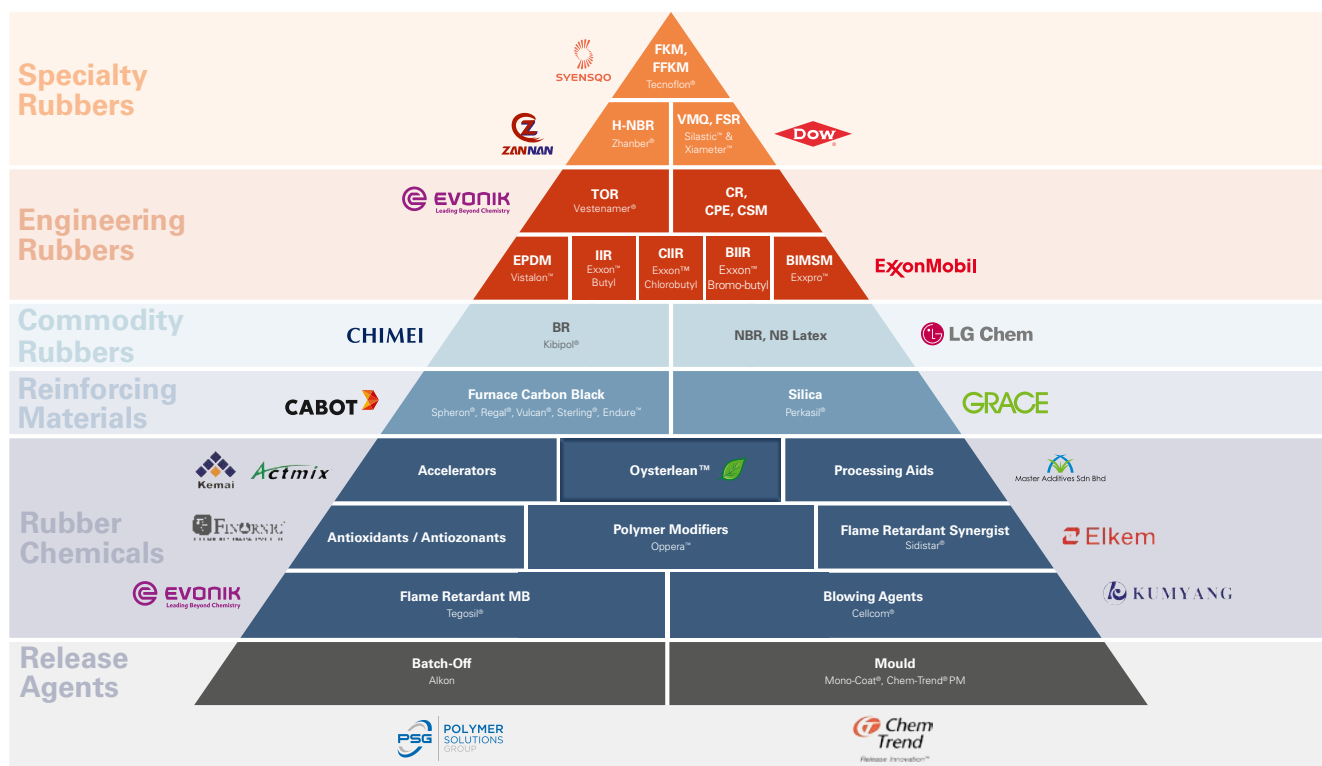 Specialty
Rubbers
SYENSQO
FKM,
FFKM
Tecnoflon®
ZANNAN
H-NBR
Zhanber®
VMQ, FSR
Silastic™ &
Xiameter™
Dow®
Engineering
Rubbers
EVONIK
Leading Beyond Chemistry
TOR
Vestenamer®
CR,
CPE, CSM
EPDM
Vistalon™
IIR
Exxon™
Butyl
CIIR
Exxon™
Chlorobutyl
BIIR
Exxon™
Bromo-butyl
BIMSM
Exxpro™
ExxonMobil
Commodity
Rubbers
CHIMEI
BR
Kibipol®
NBR, NB Latex
LG Chem
Reinforcing
Materials
CABOT
Furnace Carbon Black
Spheron®, Regal®, Vulcan®, Sterling®, Endure™
Silica
Perkasil®
GRACE
Rubber
Chemicals
Kemai
Actmix
Accelerators
Oysterlean™
Processing Aids
Master Additives Sdn Bhd
Antioxidants / Antiozonants
Polymer Modifiers
Oppera™
Flame Retardant Synergist
Sidistar®
Elkem
EVONIK
Leading Beyond Chemistry
Flame Retardant MB
Tegosil®
Blowing Agents
Cellcom®
KUMYANG
Release
Agents
Batch-Off
Alkon
Mould
Mono-Coat®, Chem-Trend® PM
PSG
POLYMER
SOLUTIONS
GROUP
Chem
Trend
Release Innovation™